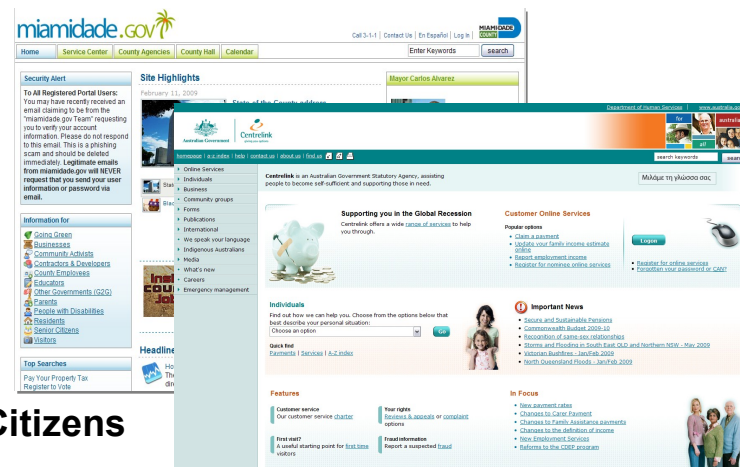 miamidade.gov
Call 3-1-1 | Contact Us | En Español | Log In | MIAMI DADE COUNTY
Home Service Center County Agencies County Hall Calendar Enter Keywords search
Security Alert
To All Registered Portal Users:
You may have recently received an
email claiming to be from the
"miamidade.gov Team" requesting
you to verify your account
information. Please do not respond
to this email. This is a phishing
scam and should be deleted
immediately. Legitimate emails
from miamidade.gov will NEVER
request that you send your user
information or password via
email.
Information for
Going Green
Businesses
Community Activists
Contractors & Developers
County Employees
Educators
Other Governments (G2G)
Parents
People with Disabilities
Residents
Senior Citizens
Visitors
Top Searches
Pay Your Property Tax
Register to Vote
Site Highlights
February 11, 2009
State of the County address
Headline
Mayor Carlos Alvarez
Department of Human Services | www.australia.go
Australian Government
Centrelink
giving you options
for
australia
all
homepage | a-z index | help | contact us | about us | find us
search keywords sear
Online Services
Individuals
Business
Community groups
Forms
Publications
International
We speak your language
Indigenous Australians
Media
What's new
Careers
Emergency management
Centrelink is an Australian Government Statutory Agency, assisting
people to become self-sufficient and supporting those in need.
Μιλάμε τη γλώσσα σας
Supporting you in the Global Recession
Centrelink offers a wide range of services to help
you through.
Customer Online Services
Popular options
Claim a payment
Update your family income estimate
online
Report employment income
Register for nominee online services
Logon
Register for online services
Forgotten your password or CAN?
Individuals
Find out how we can help you. Choose from the options below that
best describe your personal situation:
Choose an option Go
Quick find
Payments | Services | A-Z index
Important News
Secure and Sustainable Pensions
Commonwealth Budget 2009-10
Recognition of same-sex relationships
Storms and Flooding in South East QLD and Northern NSW - May 2009
Victorian Bushfires - Jan/Feb 2009
North Queensland Floods - Jan/Feb 2009
Features
Customer service
Our customer service charter
Your rights
Reviews & appeals or complaint
options
First visit?
A useful starting point for first time
visitors
Fraud information
Report a suspected fraud
In Focus
New payment rates
Changes to Carer Payment
Changes to Family Assistance payments
Changes to the definition of income
New Employment Services
Reforms to the CDEP program
Citizens